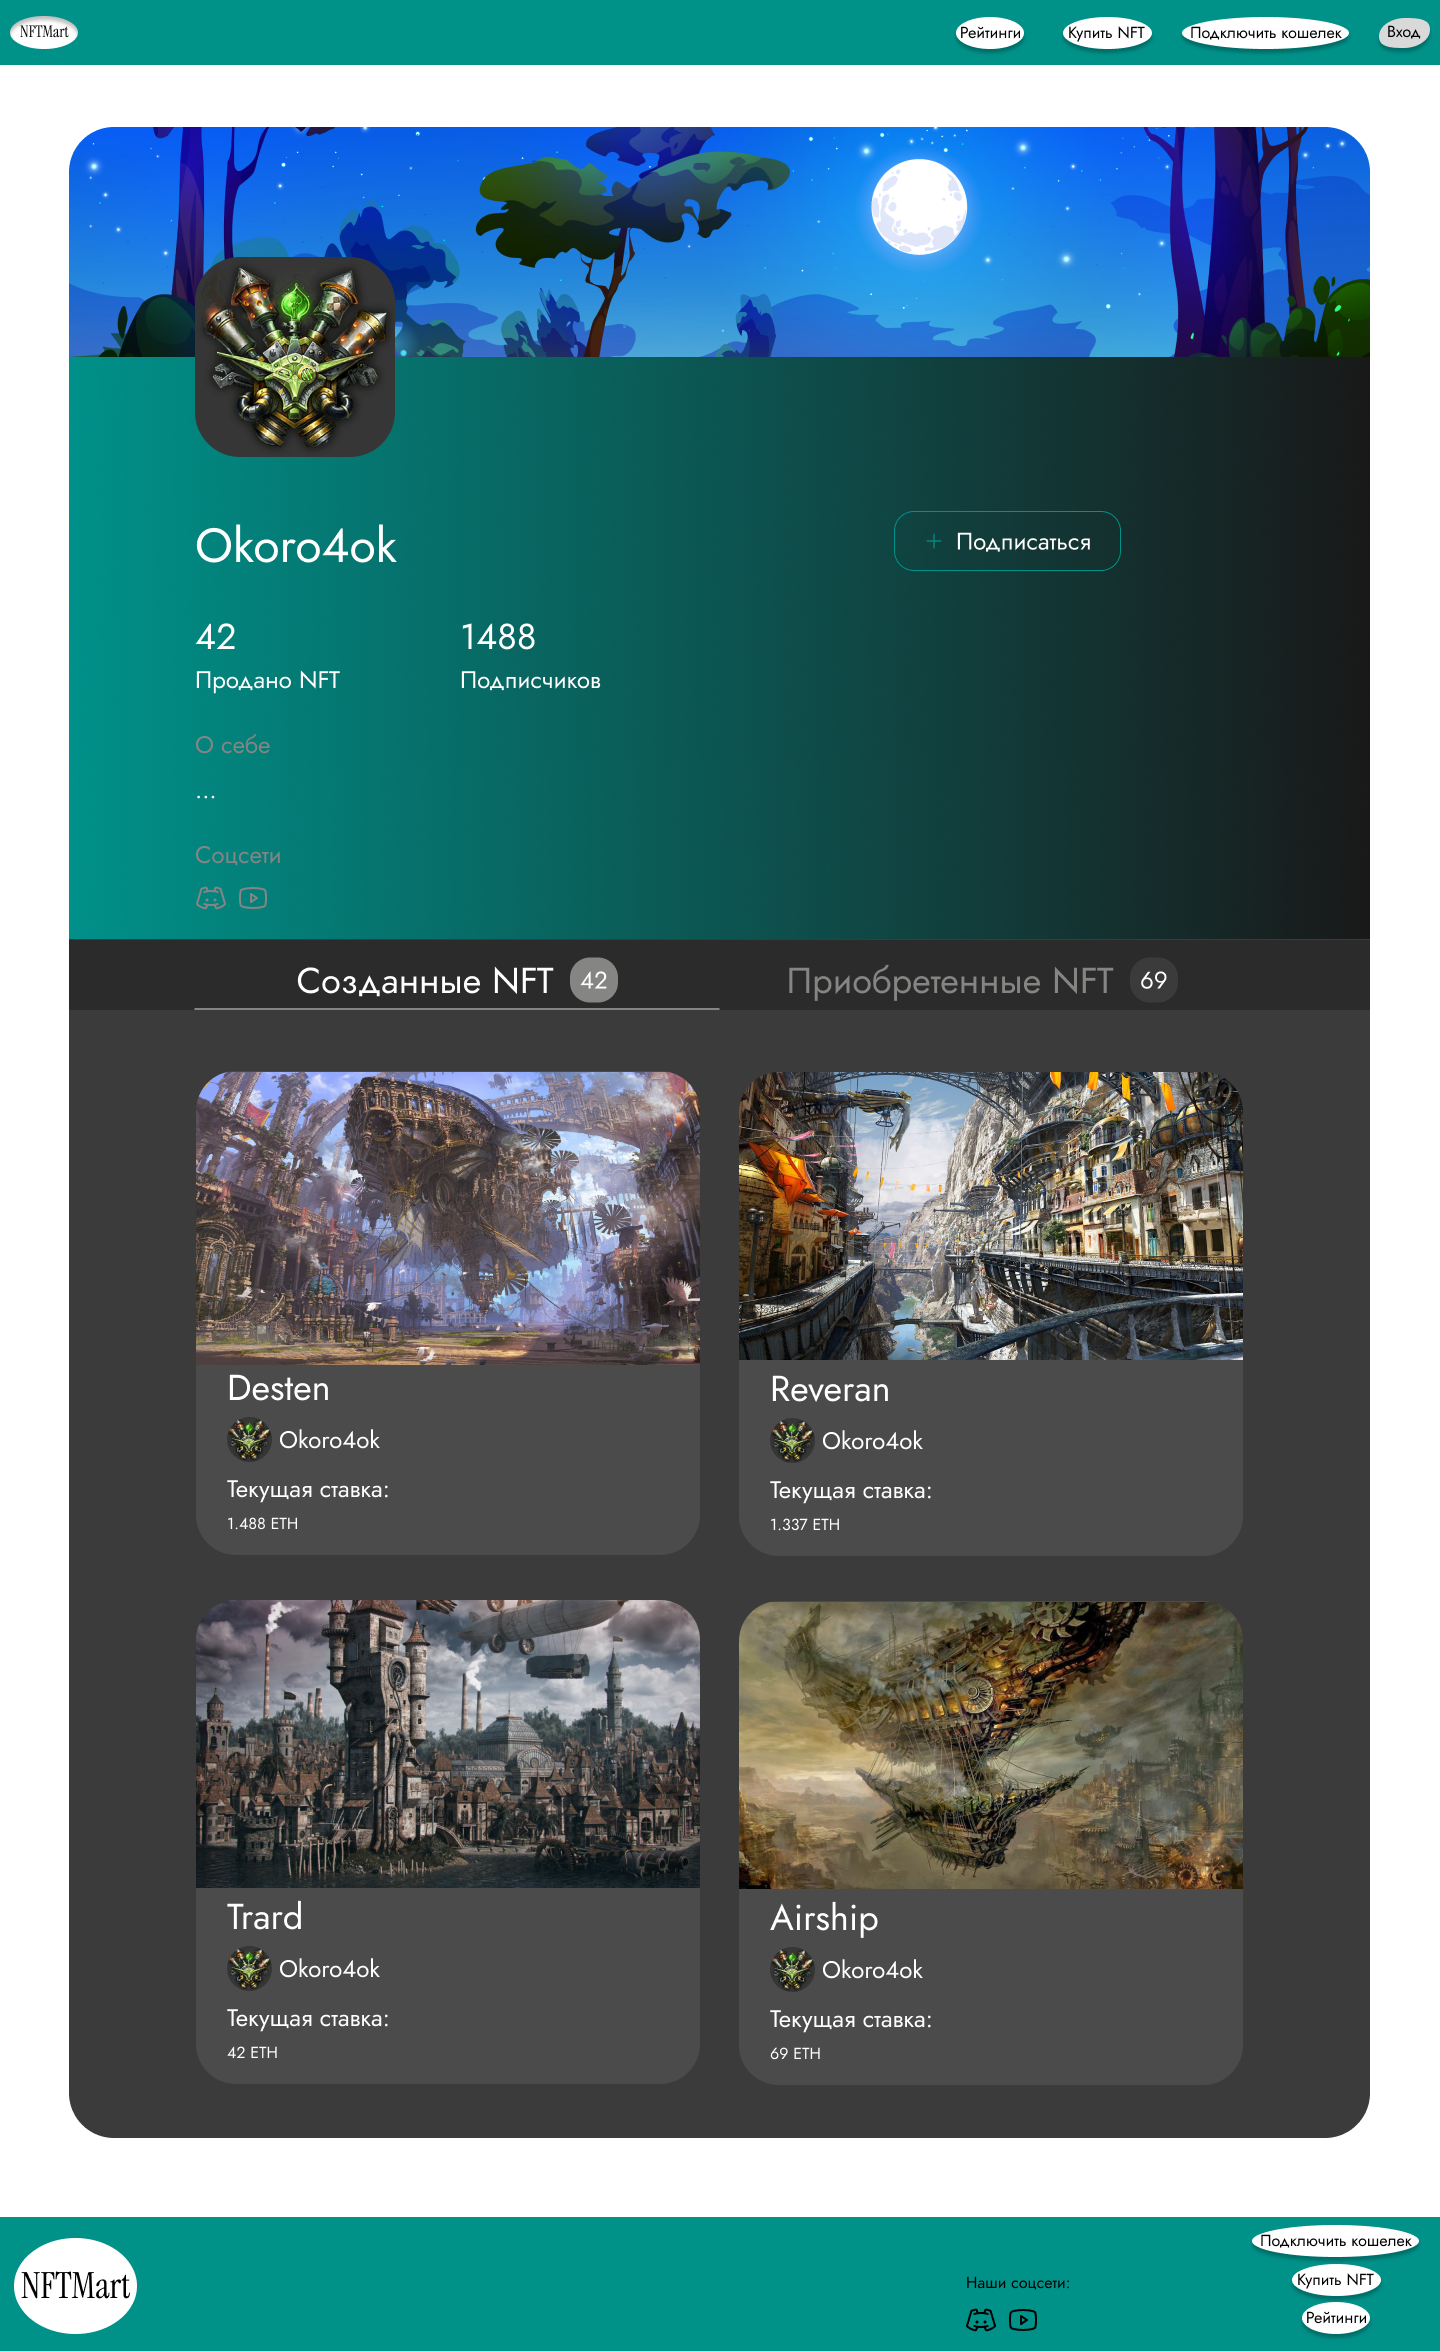 NFTMart
Рейтинги
Купить NFT
Подключить кошелек
Вход
Okoro4ok
Подписаться
42
1488
Продано NFT
Подписчиков
О себе
...
Соцсети
Созданные NFT 42
Приобретенные NFT 69
Desten
Okoro4ok
Текущая ставка:
1.488 ETH
Reveran
Okoro4ok
Текущая ставка:
1.337 ETH
Trard
Okoro4ok
Текущая ставка:
42 ETH
Airship
Okoro4ok
Текущая ставка:
69 ETH
NFTMart
Наши соцсети:
Подключить кошелек
Купить NFT
Рейтинги